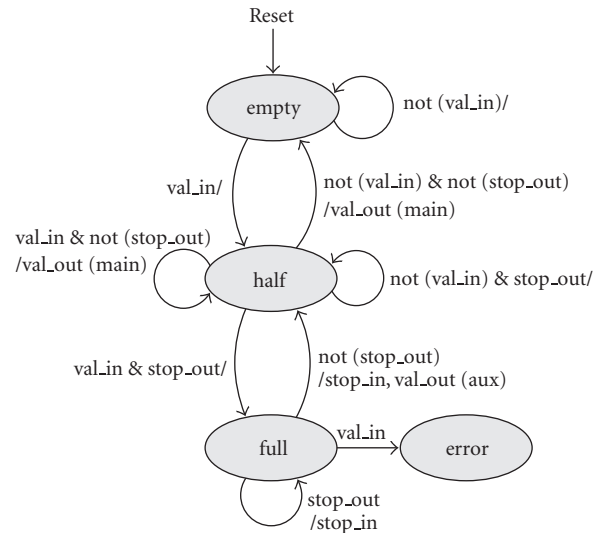 Reset
empty
not (val_in)/
val_in/
not (val_in) & not (stop_out)
/val_out (main)
val_in & not (stop_out)
/val_out (main)
half
not (val_in) & stop_out/
val_in & stop_out/
not (stop_out)
/stop_in, val_out (aux)
full
val_in
error
stop_out
/stop_in